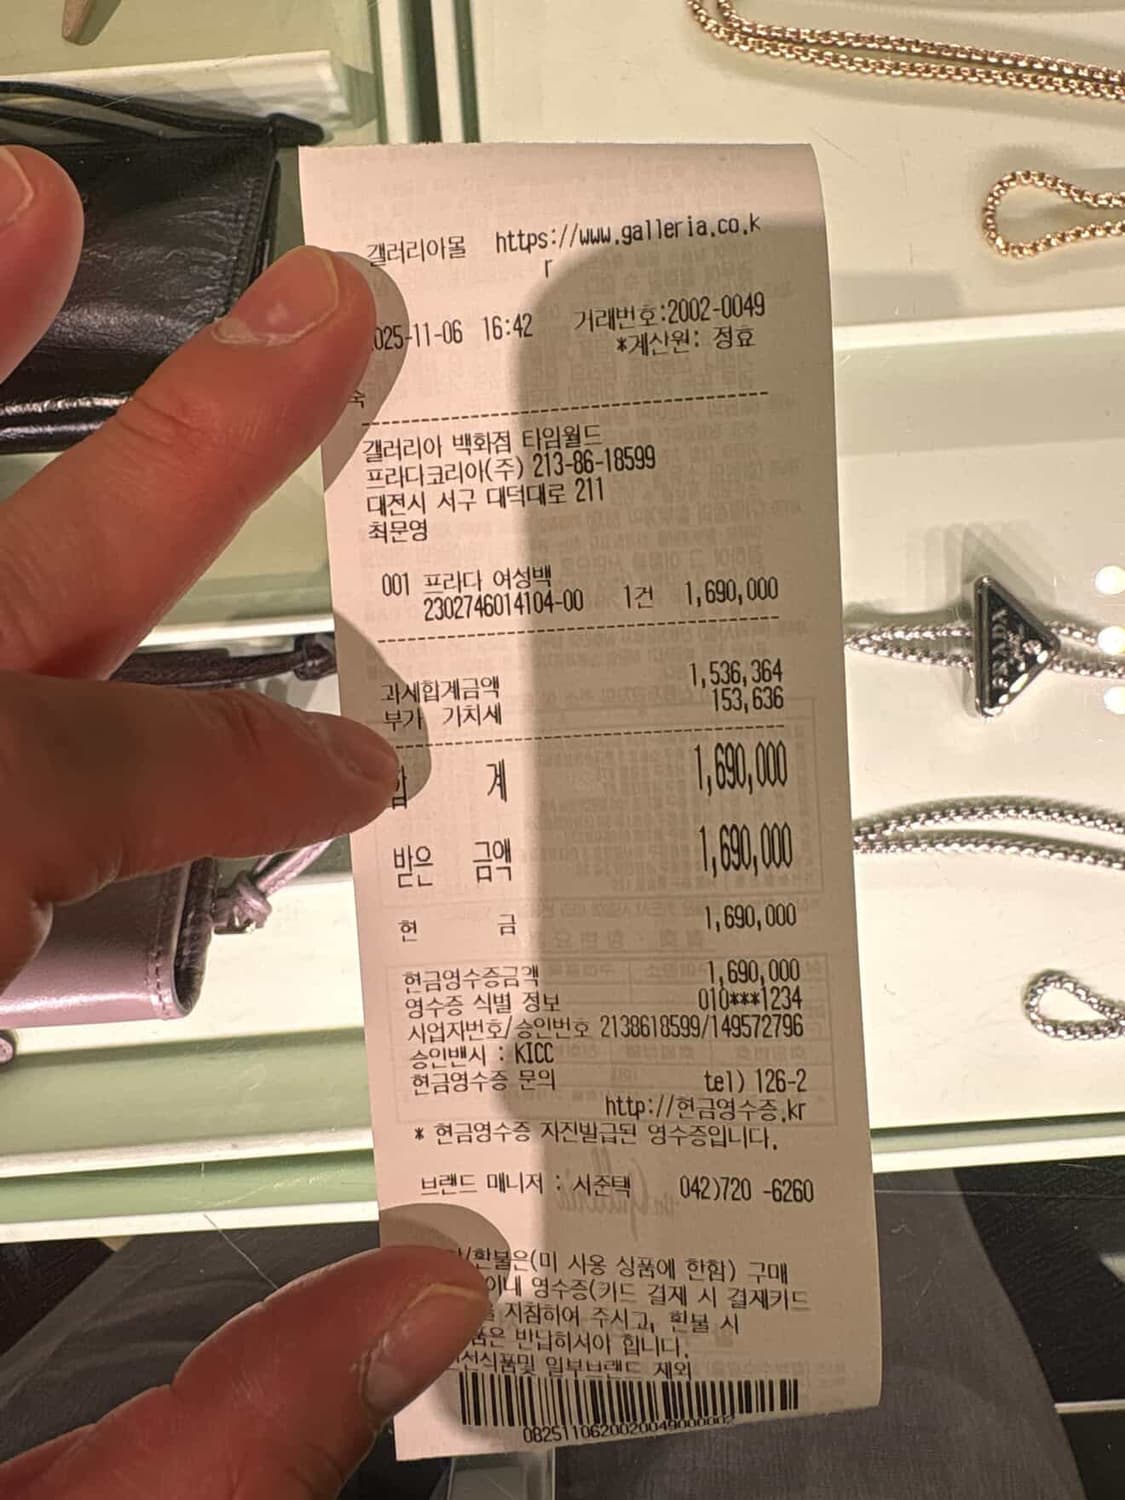 갤러리아몰 https://www.galleria.co.k
r
025-11-06 16:42 거래번호:2002-0049
*계산원: 정효
숙
갤러리아 백화점 타임월드
프라다코리아(주) 213-86-18599
대전시 서구 대덕대로 211
최문영
001 프라다 여성백
2302746014104-00 1건 1,690,000
과세합계금액 1,536,364
부가 가치세 153,636
합 계 1,690,000
받은 금액 1,690,000
현 금 1,690,000
현금영수증금액 1,690,000
영수증 식별 정보 010***1234
사업자번호/승인번호 2138618599/149572796
승인밴시 : KICC
현금영수증 문의 tel) 126-2
http://현금영수증.kr
* 현금영수증 자진발급된 영수증입니다.
브랜드 매니저 : 서준택 042)720 -6260
/환불은(미 사용 상품에 한함) 구매
이내 영수증(카드 결제 시 결제카드
지참하여 주시고, 환불 시
품은 반납하셔야 합니다.
신선식품및 일부브랜드 제외
0825110620020049000002
PRADA